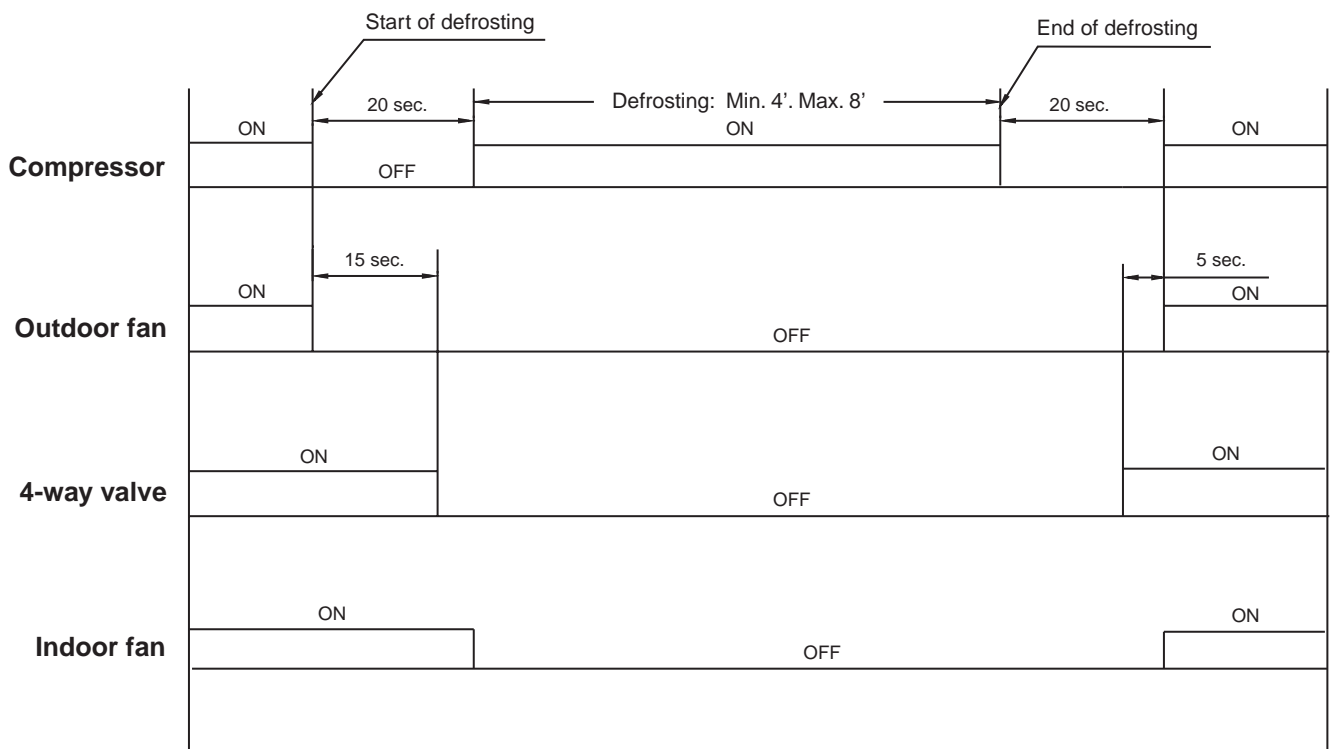 Start of defrosting
End of defrosting
20 sec.
Defrosting: Min. 4’. Max. 8’
20 sec.
ON
ON
ON
Compressor
OFF
15 sec.
5 sec.
ON
ON
Outdoor fan
OFF
ON
ON
4-way valve
OFF
ON
ON
Indoor fan
OFF